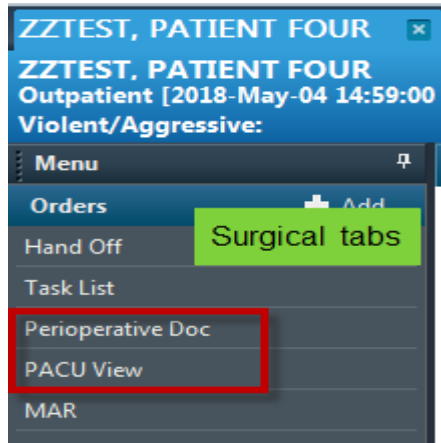 ZZTEST, PATIENT FOUR
ZZTEST, PATIENT FOUR
Outpatient [2018-May-04 14:59:00
Violent/Aggressive:
Menu
Orders Add
Surgical tabs
Hand Off
Task List
Perioperative Doc
PACU View
MAR